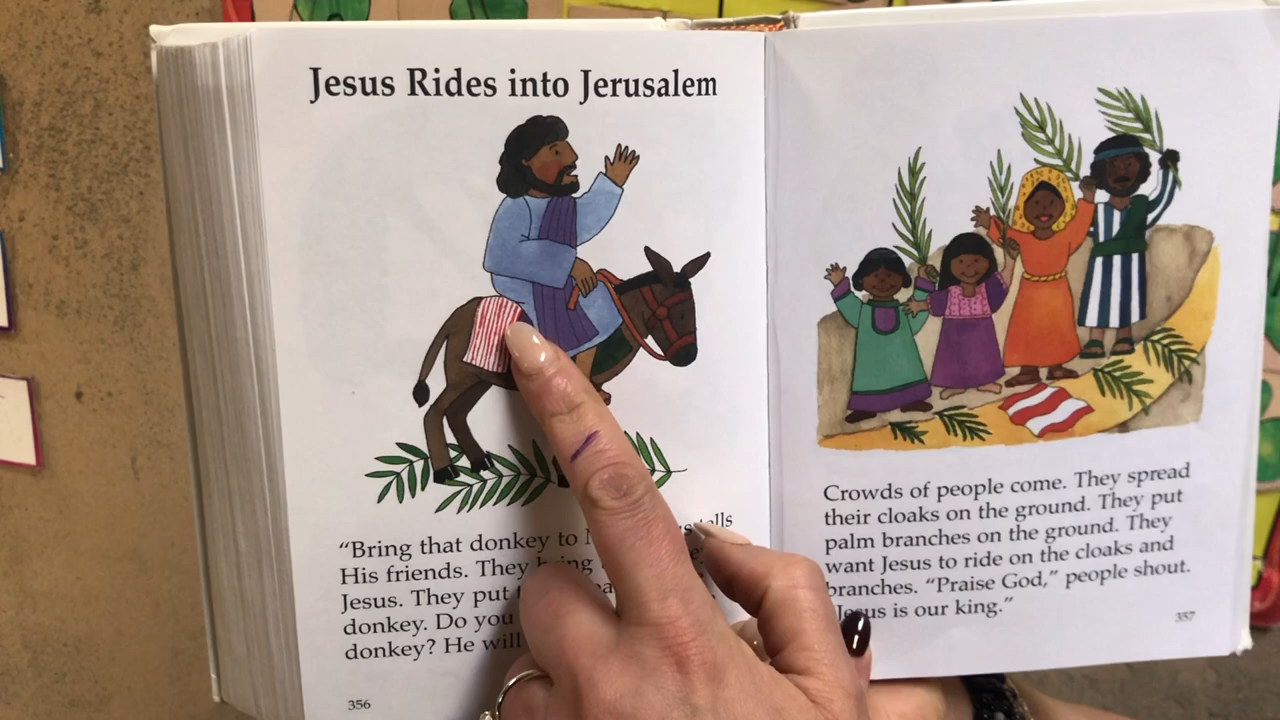 Jesus Rides into Jerusalem
“Bring that donkey to tells
His friends. They bring
Jesus. They put
donkey. Do you
donkey? He will
356
Crowds of people come. They spread
their cloaks on the ground. They put
palm branches on the ground. They
want Jesus to ride on the cloaks and
branches. “Praise God,” people shout.
“Jesus is our king.”
357